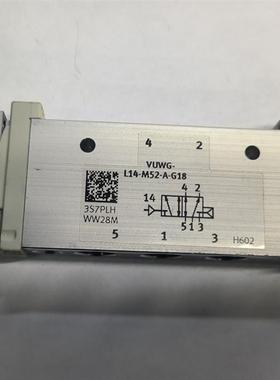 4 2
VUWG-
L14-M52-A-G18
4 2
14
5 1 3
3S7PLH
WW28M
5 1 3
H602